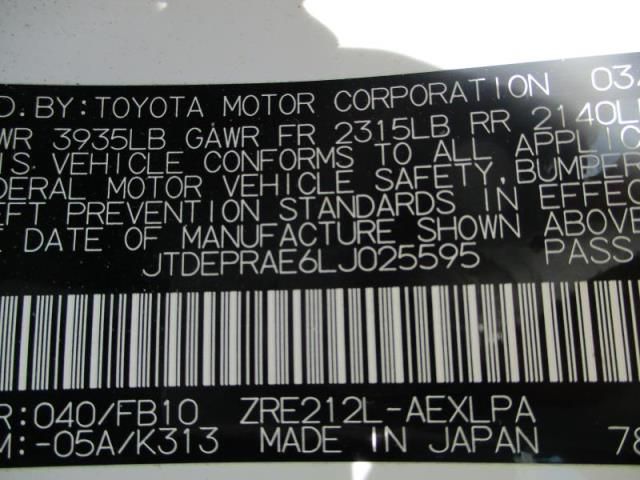 D.BY:TOYOTA MOTOR CORPORATION 03
WR 3935LB GAWR FR 2315LB RR 2140L
IS VEHICLE CONFORMS TO ALL APPLIC
DERAL MOTOR VEHICLE SAFETY, BUMPER
EFT PREVENTION STANDARDS IN EFFEC
E DATE OF MANUFACTURE SHOWN ABOVE
JTDEPRAE6LJ025595 PASS
R:040/FB10 ZRE212L-AEXLPA
M:-05A/K313 MADE IN JAPAN 78